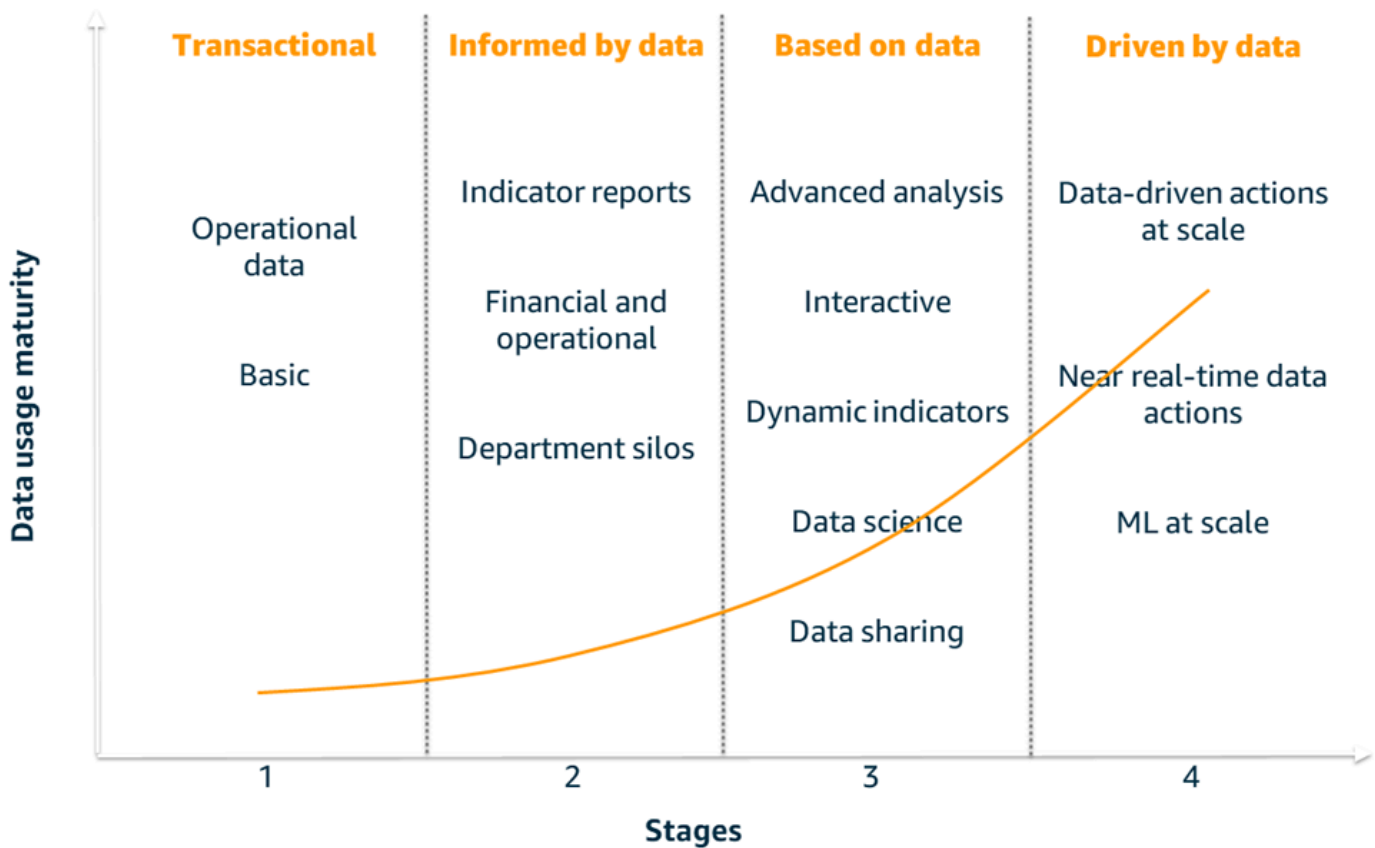 Transactional
Operational
data
Basic
Informed by data
Indicator reports
Financial and
operational
Department silos
Based on data
Advanced analysis
Interactive
Dynamic indicators
Data science
Data sharing
Driven by data
Data-driven actions
at scale
Near real-time data
actions
ML at scale
Data usage maturity
1
2
3
4
Stages